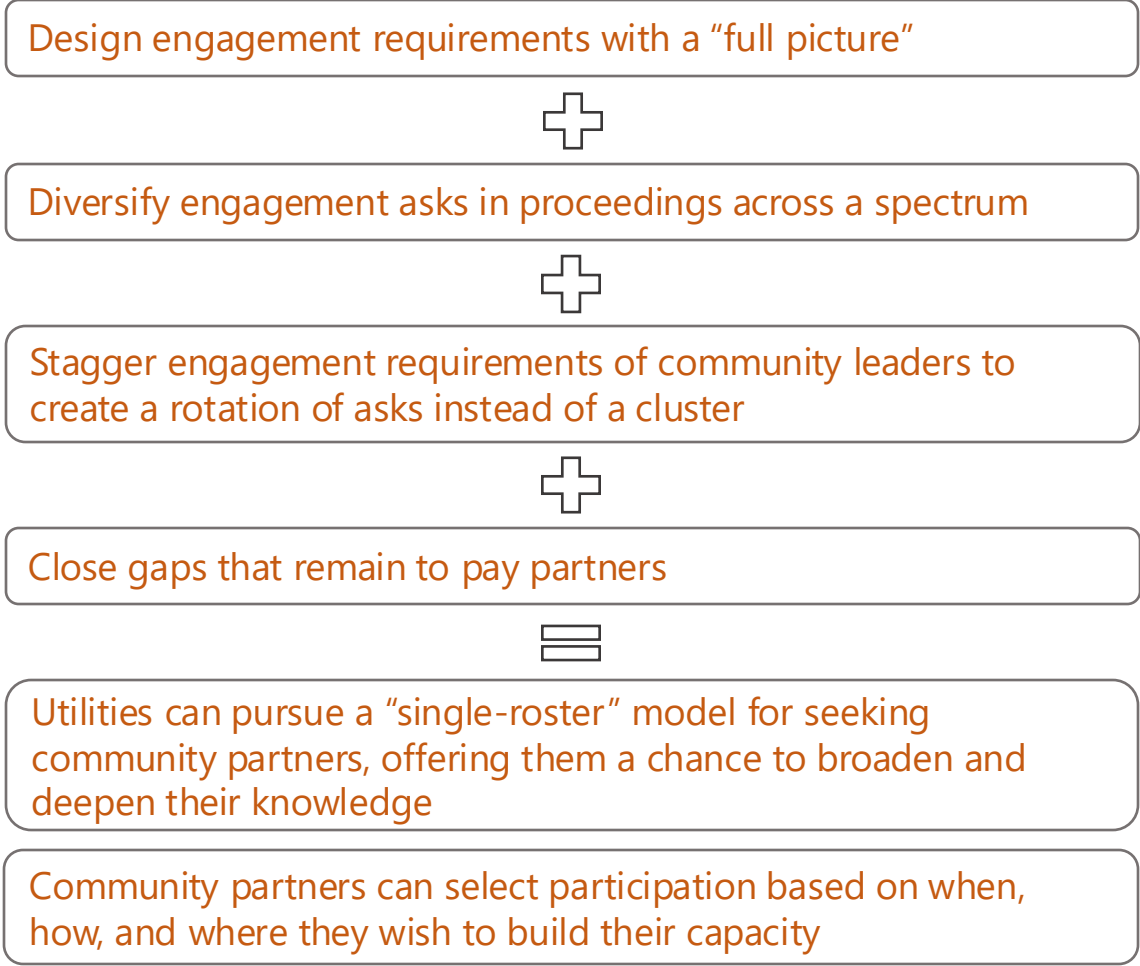 Design engagement requirements with a “full picture”
Diversify engagement asks in proceedings across a spectrum
Stagger engagement requirements of community leaders to
create a rotation of asks instead of a cluster
Close gaps that remain to pay partners
Utilities can pursue a “single-roster” model for seeking
community partners, offering them a chance to broaden and
deepen their knowledge
Community partners can select participation based on when,
how, and where they wish to build their capacity